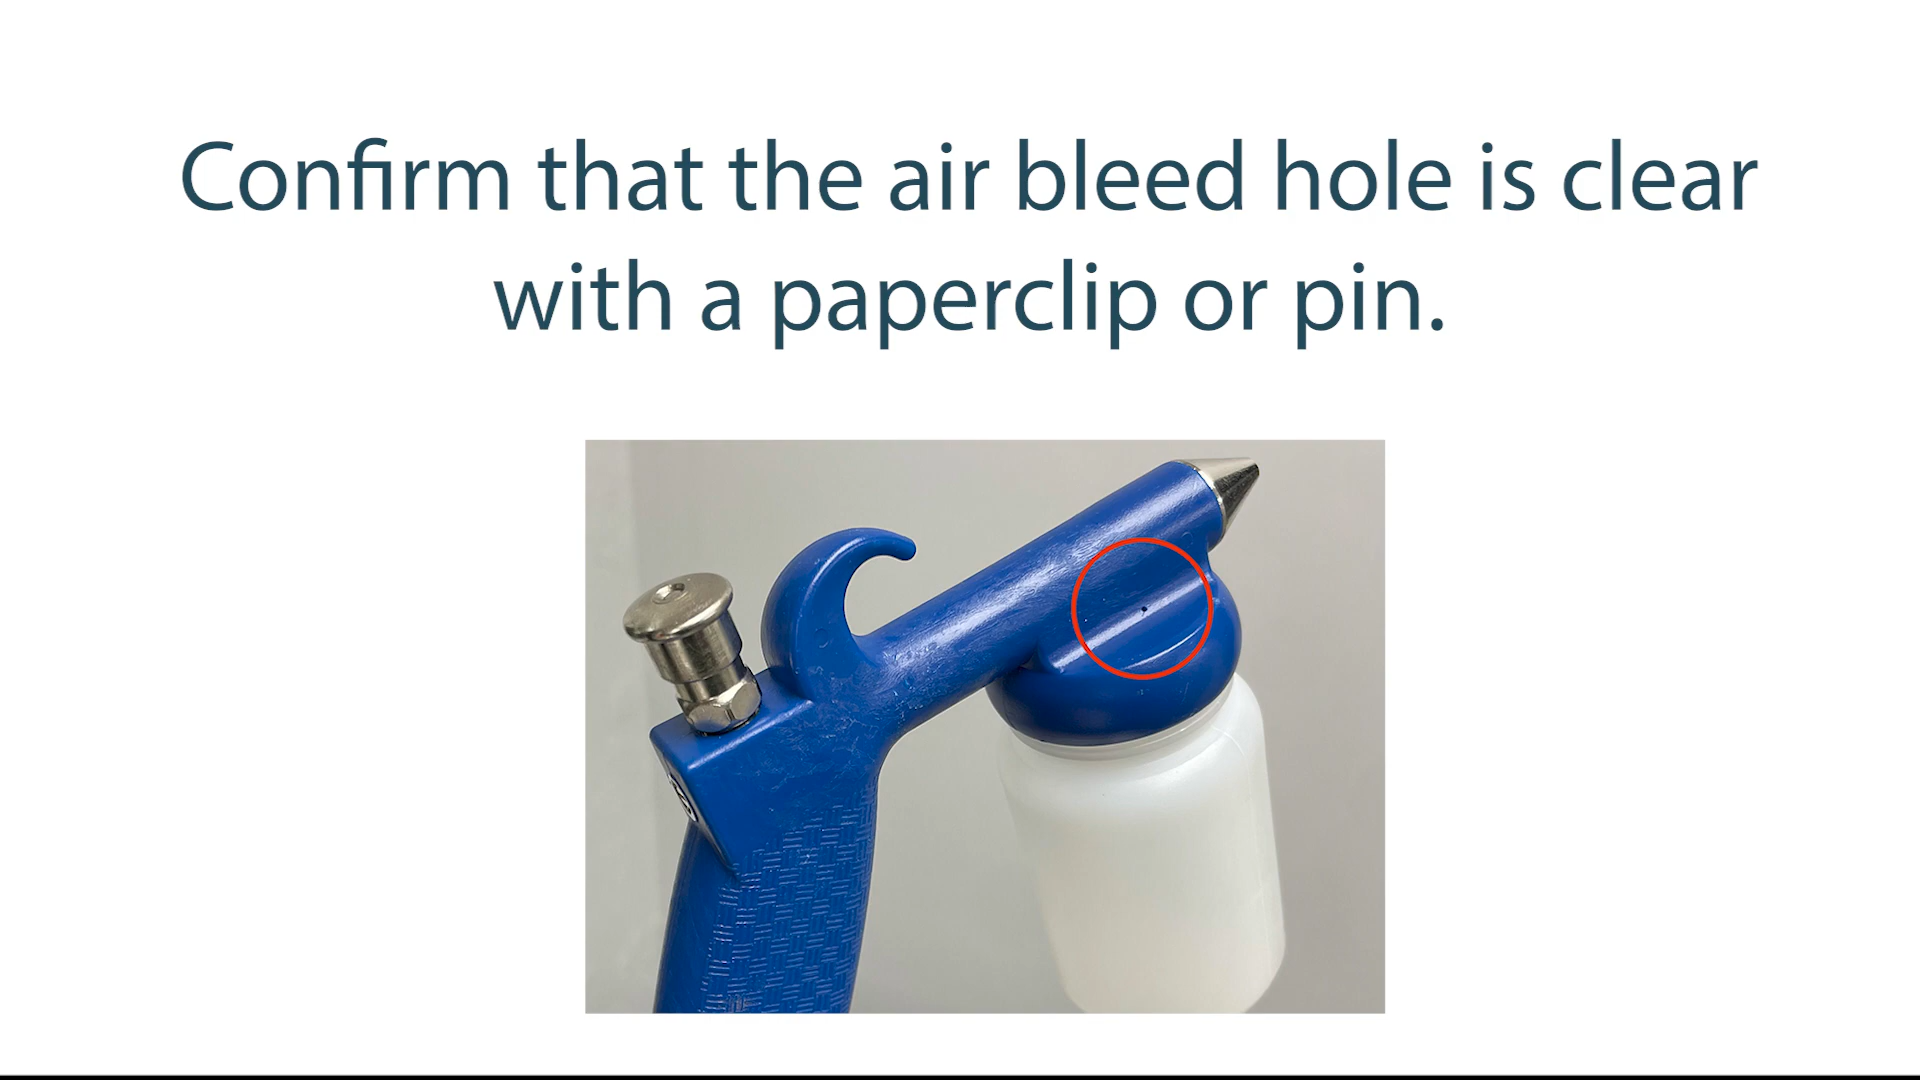 Confirm that the air bleed hole is clear
with a paperclip or pin.